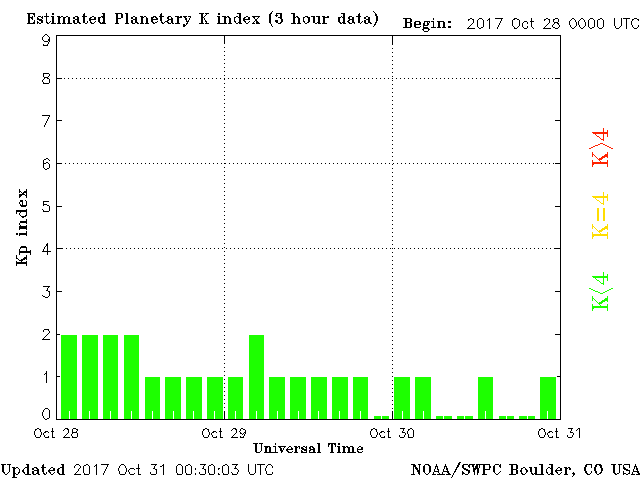 Estimated Planetary K index (3 hour data) Begin: 2017 Oct 28 0000 UTC
9
8
7
6
5
4
3
2
1
0
Kp index
K>4
K=4
K<4
Oct 28 Oct 29 Oct 30 Oct 31
Universal Time
Updated 2017 Oct 31 00:30:03 UTC NOAA/SWPC Boulder, CO USA